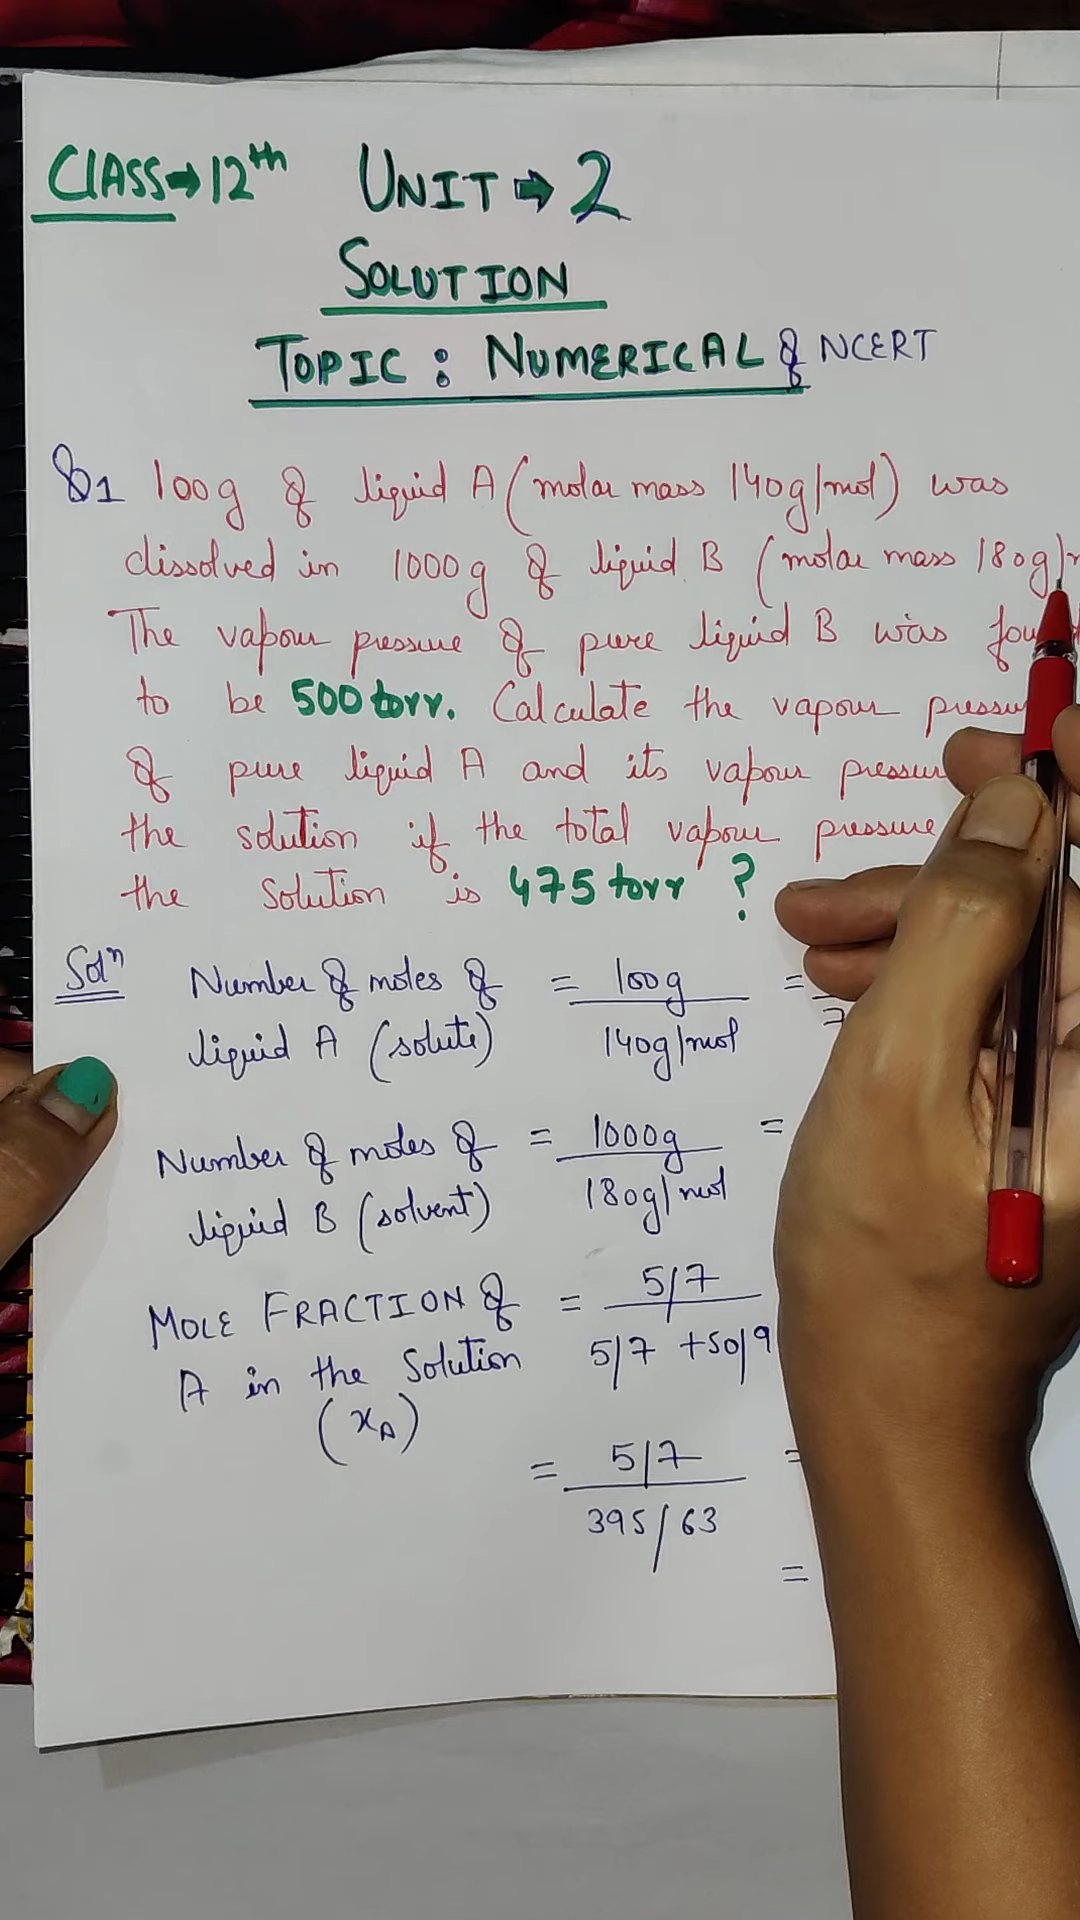 CLASS→12th UNIT→2
SOLUTION
TOPIC : NUMERICAL of NCERT
Q1 100g of liquid A (molar mass 140g/mol) was
dissolved in 1000g of liquid B (molar mass 180g/
The vapour pressure of pure liquid B was
to be 500 torr. Calculate the vapour
of pure liquid A and its vapour
the solution if the total vapour pressure
the solution is 475 torr ?
Soln Number of moles of = 100g =
liquid A (solute) 140g/mol 7
Number of moles of = 1000g =
liquid B (solvent) 180g/mol
MOLE FRACTION of = 5/7
A in the solution 5/7 + 50/9
(xA)
= 5/7 =
395/63
=